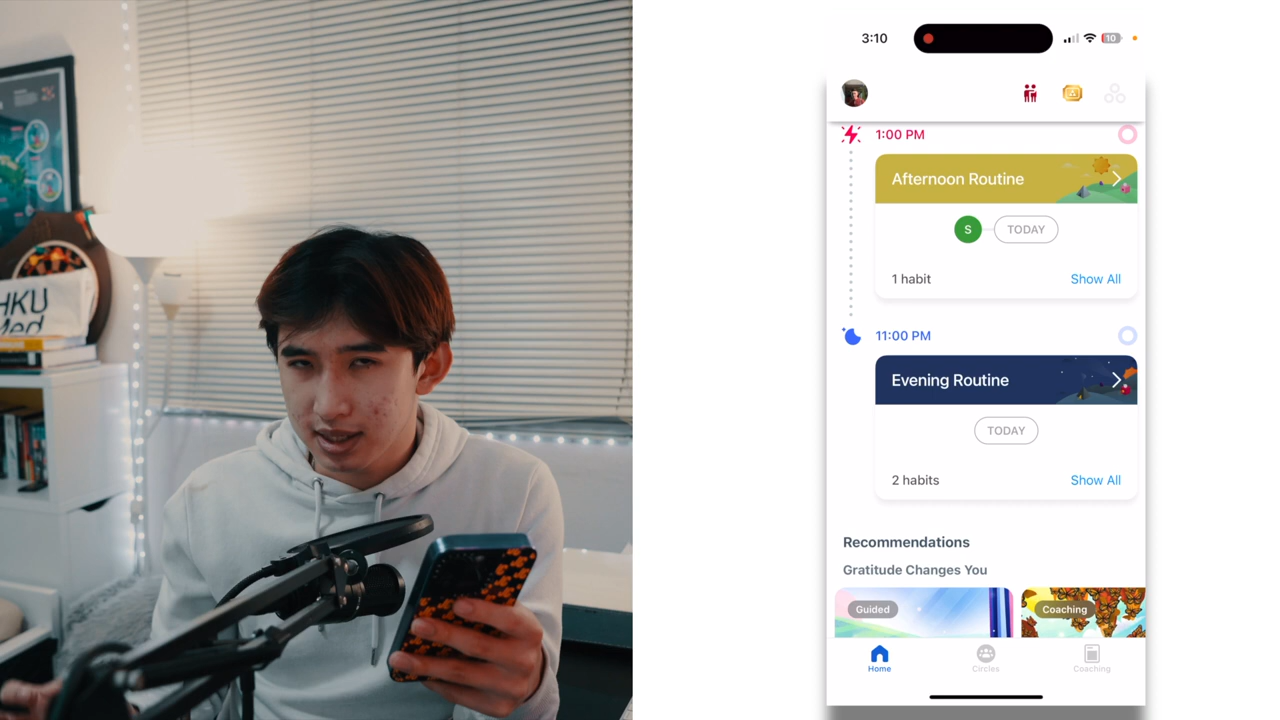 HKU
Med
3:10
10
1:00 PM
Afternoon Routine
S
TODAY
1 habit
Show All
11:00 PM
Evening Routine
TODAY
2 habits
Show All
Recommendations
Gratitude Changes You
Guided
Coaching
Home
Circles
Coaching